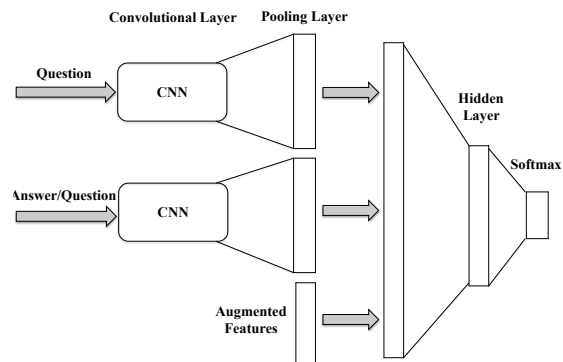 Convolutional Layer
Pooling Layer
Question
CNN
Hidden
Layer
Softmax
Answer/Question
CNN
Augmented
Features